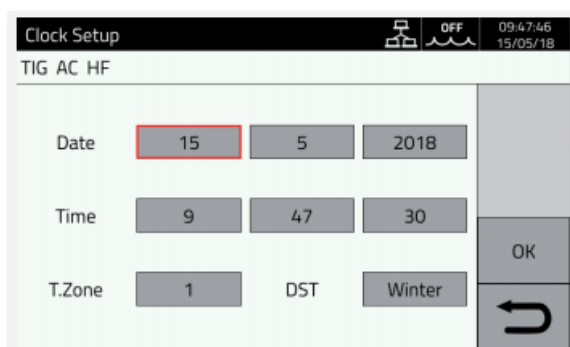 Clock Setup OFF 09:47:46
15/05/18
TIG AC HF
Date 15 5 2018
Time 9 47 30
OK
T.Zone 1 DST Winter